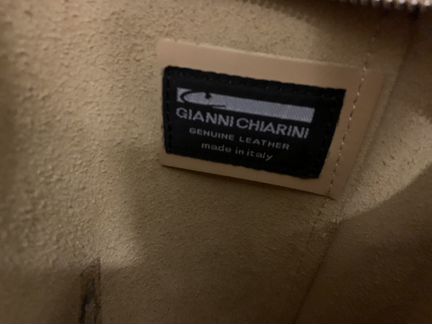 GIANNI CHIARINI
GENUINE LEATHER
made in italy